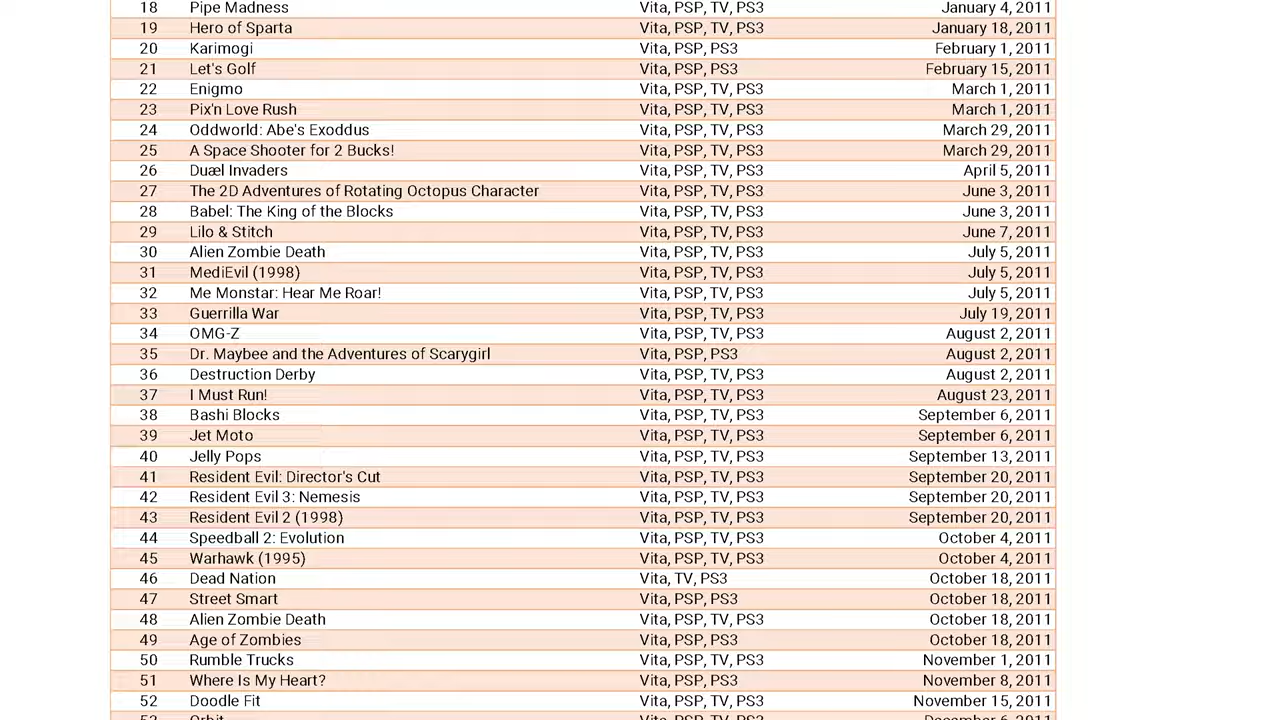 18 Pipe Madness Vita, PSP, TV, PS3 January 4, 2011
19 Hero of Sparta Vita, PSP, TV, PS3 January 18, 2011
20 Karimogi Vita, PSP, PS3 February 1, 2011
21 Let's Golf Vita, PSP, PS3 February 15, 2011
22 Enigmo Vita, PSP, TV, PS3 March 1, 2011
23 Pix'n Love Rush Vita, PSP, TV, PS3 March 1, 2011
24 Oddworld: Abe's Exoddus Vita, PSP, TV, PS3 March 29, 2011
25 A Space Shooter for 2 Bucks! Vita, PSP, TV, PS3 March 29, 2011
26 Duæl Invaders Vita, PSP, TV, PS3 April 5, 2011
27 The 2D Adventures of Rotating Octopus Character Vita, PSP, TV, PS3 June 3, 2011
28 Babel: The King of the Blocks Vita, PSP, TV, PS3 June 3, 2011
29 Lilo & Stitch Vita, PSP, TV, PS3 June 7, 2011
30 Alien Zombie Death Vita, PSP, TV, PS3 July 5, 2011
31 MediEvil (1998) Vita, PSP, TV, PS3 July 5, 2011
32 Me Monstar: Hear Me Roar! Vita, PSP, TV, PS3 July 5, 2011
33 Guerrilla War Vita, PSP, TV, PS3 July 19, 2011
34 OMG-Z Vita, PSP, TV, PS3 August 2, 2011
35 Dr. Maybee and the Adventures of Scarygirl Vita, PSP, PS3 August 2, 2011
36 Destruction Derby Vita, PSP, TV, PS3 August 2, 2011
37 I Must Run! Vita, PSP, TV, PS3 August 23, 2011
38 Bashi Blocks Vita, PSP, TV, PS3 September 6, 2011
39 Jet Moto Vita, PSP, TV, PS3 September 6, 2011
40 Jelly Pops Vita, PSP, TV, PS3 September 13, 2011
41 Resident Evil: Director's Cut Vita, PSP, TV, PS3 September 20, 2011
42 Resident Evil 3: Nemesis Vita, PSP, TV, PS3 September 20, 2011
43 Resident Evil 2 (1998) Vita, PSP, TV, PS3 September 20, 2011
44 Speedball 2: Evolution Vita, PSP, TV, PS3 October 4, 2011
45 Warhawk (1995) Vita, PSP, TV, PS3 October 4, 2011
46 Dead Nation Vita, TV, PS3 October 18, 2011
47 Street Smart Vita, PSP, PS3 October 18, 2011
48 Alien Zombie Death Vita, PSP, TV, PS3 October 18, 2011
49 Age of Zombies Vita, PSP, PS3 October 18, 2011
50 Rumble Trucks Vita, PSP, TV, PS3 November 1, 2011
51 Where Is My Heart? Vita, PSP, PS3 November 8, 2011
52 Doodle Fit Vita, PSP, TV, PS3 November 15, 2011
53 Orbit Vita, PSP, TV, PS3 December 6, 2011